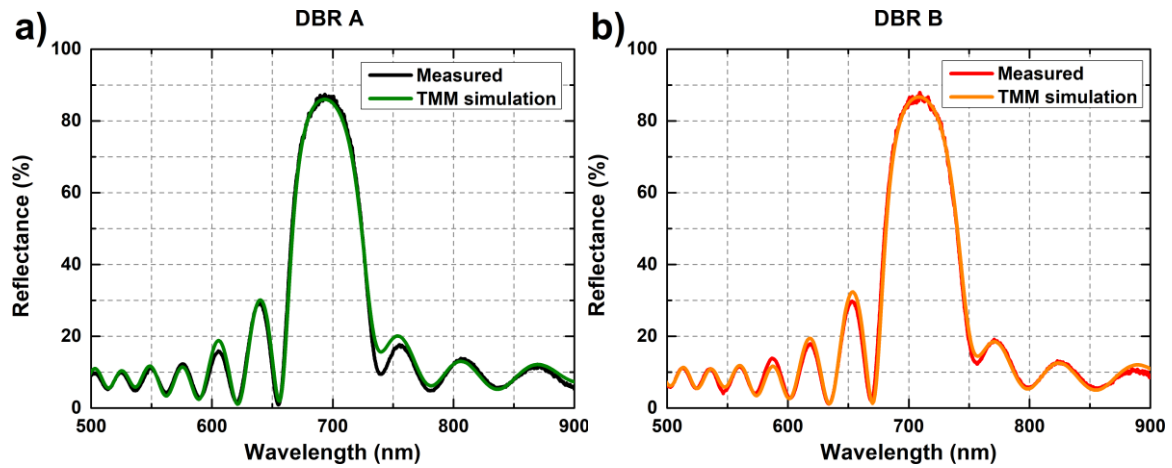 a)
DBR A
Reflectance (%)
100
80
60
40
20
0
Measured
TMM simulation
500
600
700
800
900
Wavelength (nm)
b)
DBR B
Reflectance (%)
100
80
60
40
20
0
Measured
TMM simulation
500
600
700
800
900
Wavelength (nm)